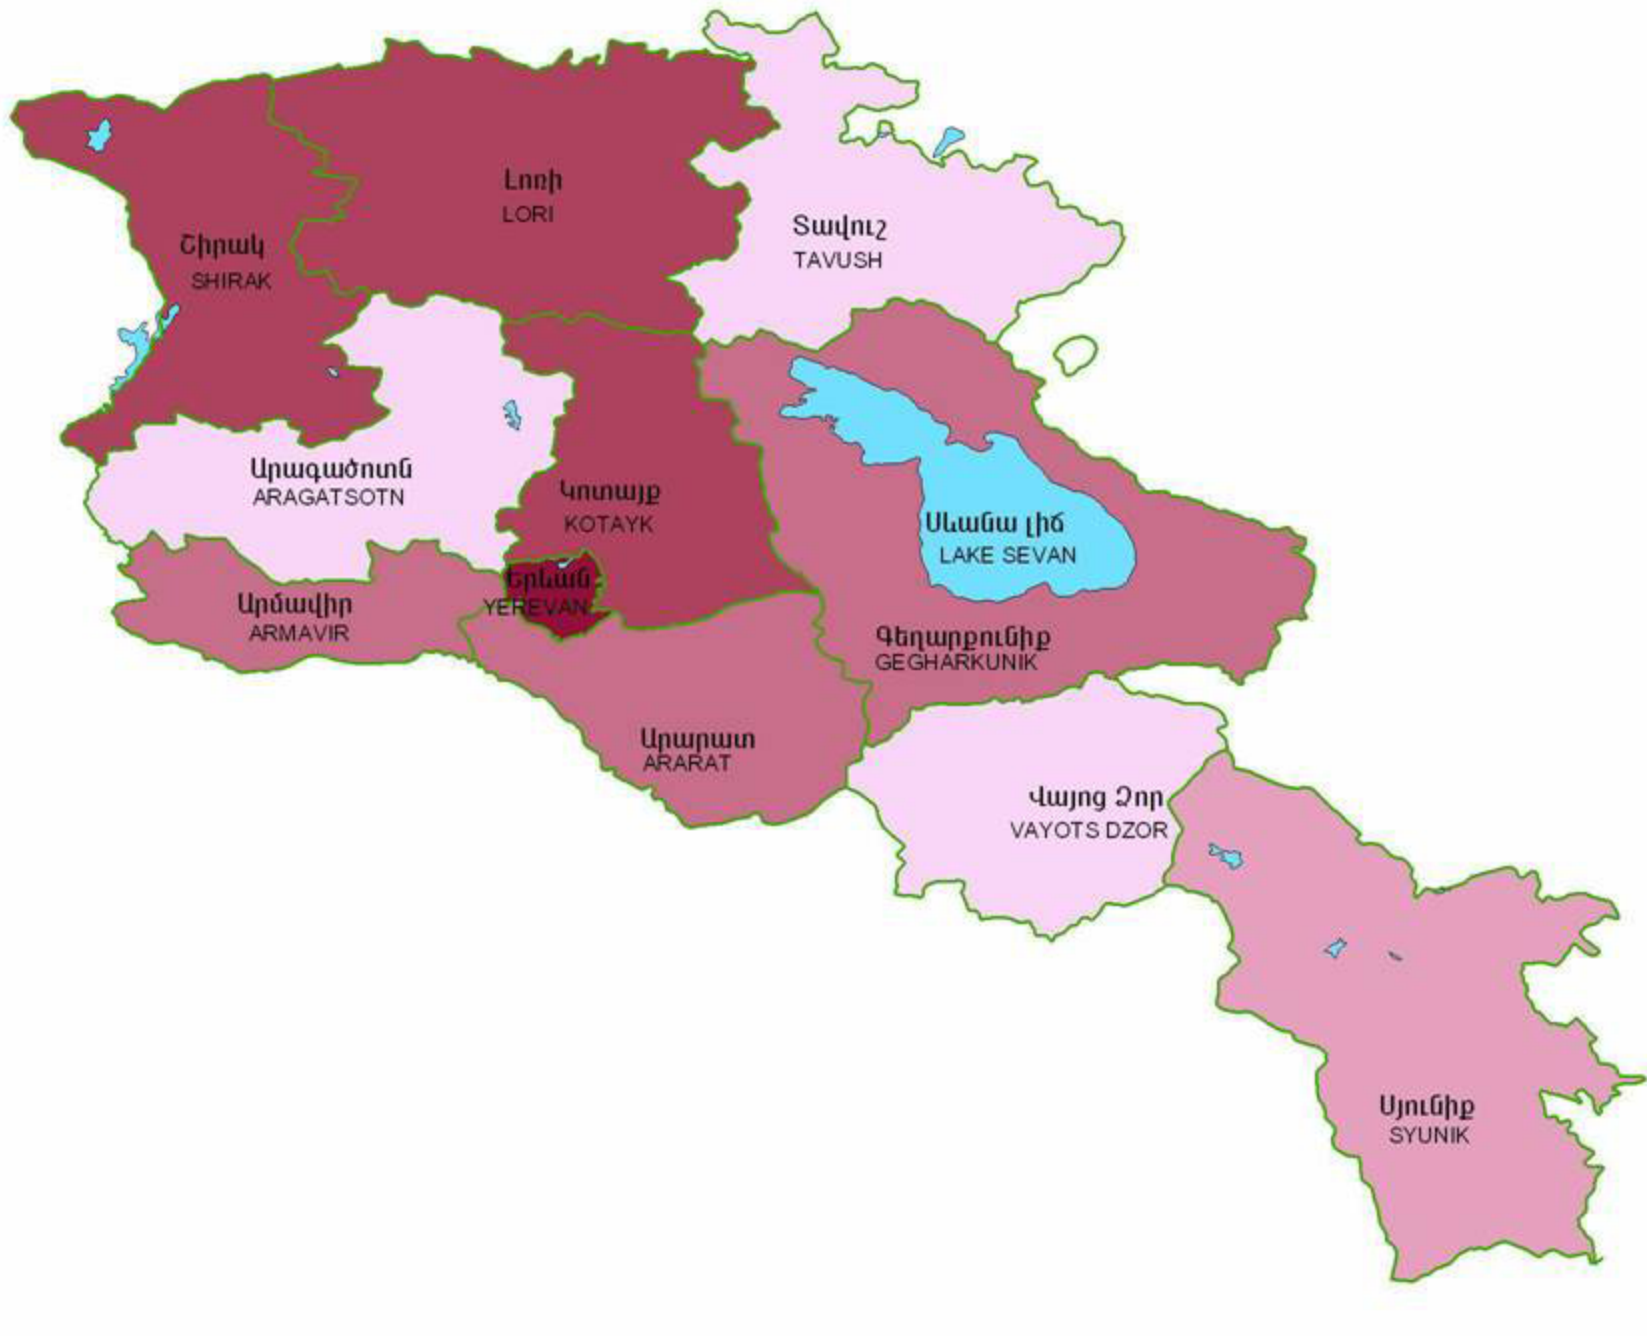 Լոռի
LORI
Տավուշ
TAVUSH
Շիրակ
SHIRAK
Արագածոտն
ARAGATSOTN
Կոտայք
KOTAYK
Սևանա լիճ
LAKE SEVAN
Երևան
YEREVAN
Արմավիր
ARMAVIR
Գեղարքունիք
GEGHARKUNIK
Արարատ
ARARAT
Վայոց Ձոր
VAYOTS DZOR
Սյունիք
SYUNIK